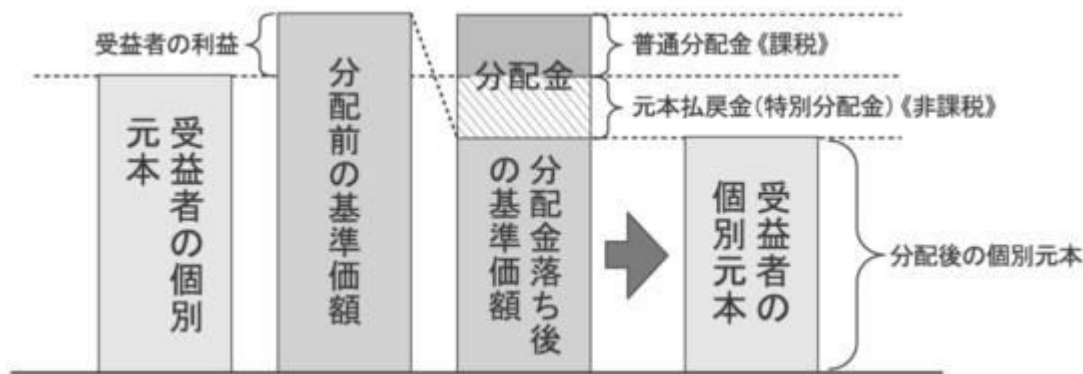 受益者の利益
普通分配金《課税》
分配金
元本払戻金(特別分配金)《非課税》
受益者の個別
元本
分配前の基準価額
分配金落ち後
の基準価額
受益者の
個別元本
分配後の個別元本